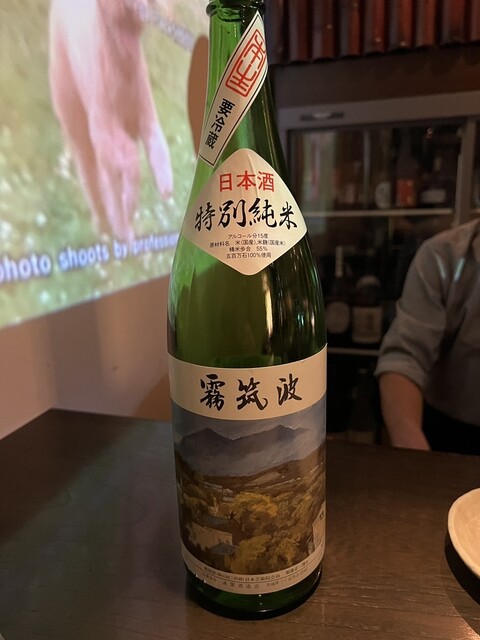 本生
要冷蔵
日本酒
特別純米
アルコール分15度
原材料名 米(国産)、米麹(国産米)
精米歩合 55%
五百万石100%使用
霧筑波
photo shoots by profession